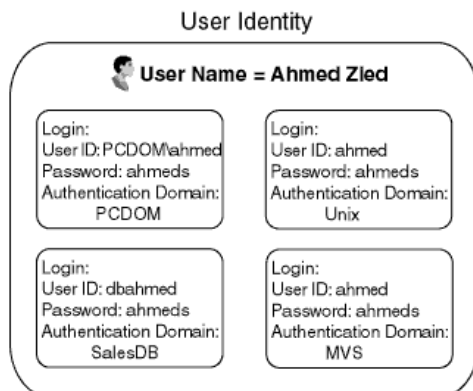 User Identity
User Name = Ahmed Zied
Login:
User ID: PCDOM\ahmed
Password: ahmeds
Authentication Domain:
PCDOM
Login:
User ID: ahmed
Password: ahmeds
Authentication Domain:
Unix
Login:
User ID: dbahmed
Password: ahmeds
Authentication Domain:
SalesDB
Login:
User ID: ahmed
Password: ahmeds
Authentication Domain:
MVS